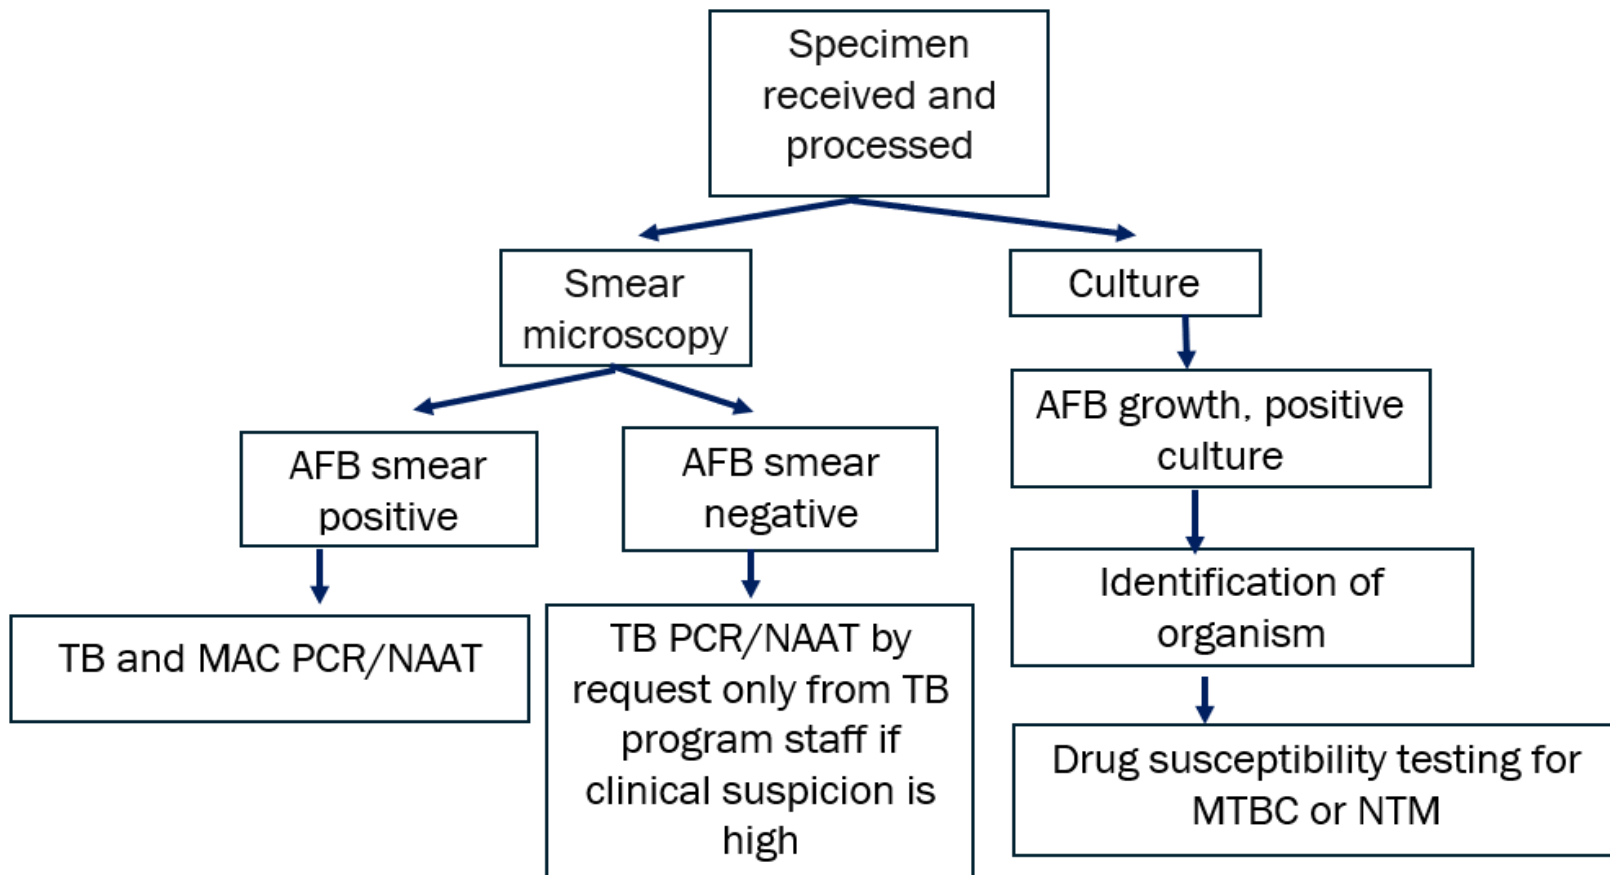 Specimen
received and
processed
Smear
microscopy
Culture
AFB smear
positive
AFB smear
negative
AFB growth, positive
culture
TB and MAC PCR/NAAT
TB PCR/NAAT by
request only from TB
program staff if
clinical suspicion is
high
Identification of
organism
Drug susceptibility testing for
MTBC or NTM